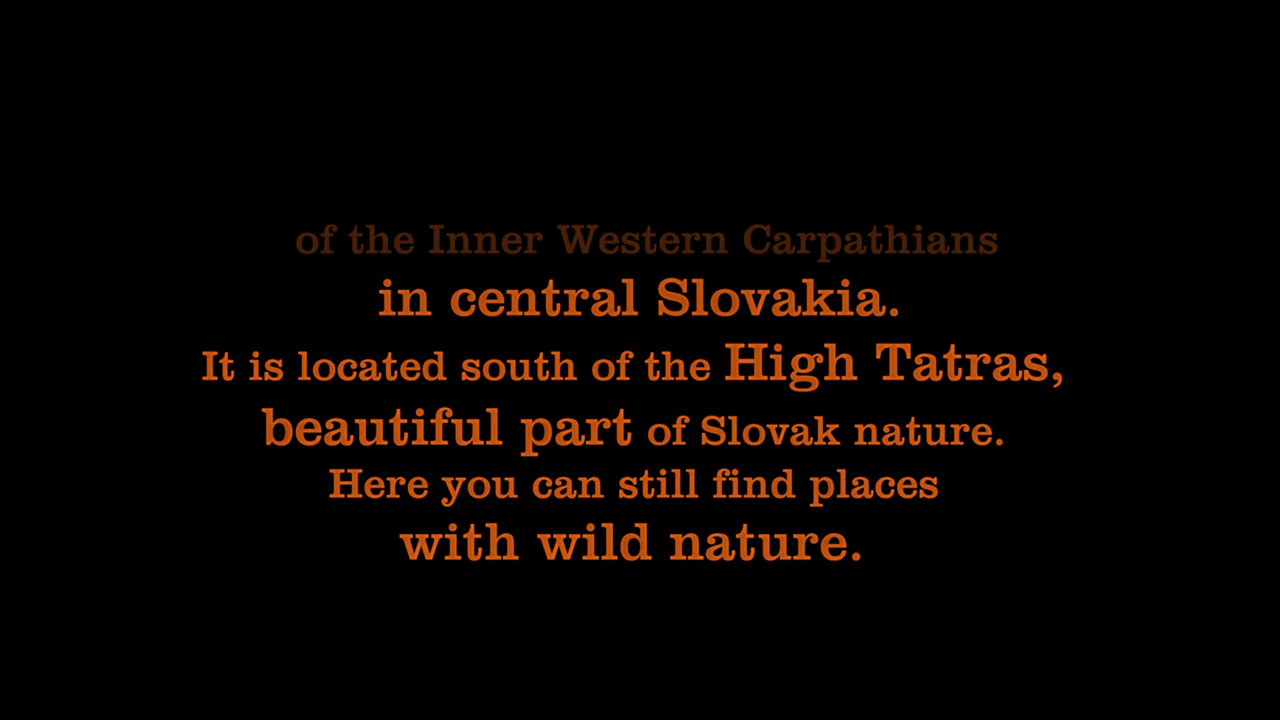 of the Inner Western Carpathians
in central Slovakia.
It is located south of the High Tatras,
beautiful part of Slovak nature.
Here you can still find places
with wild nature.